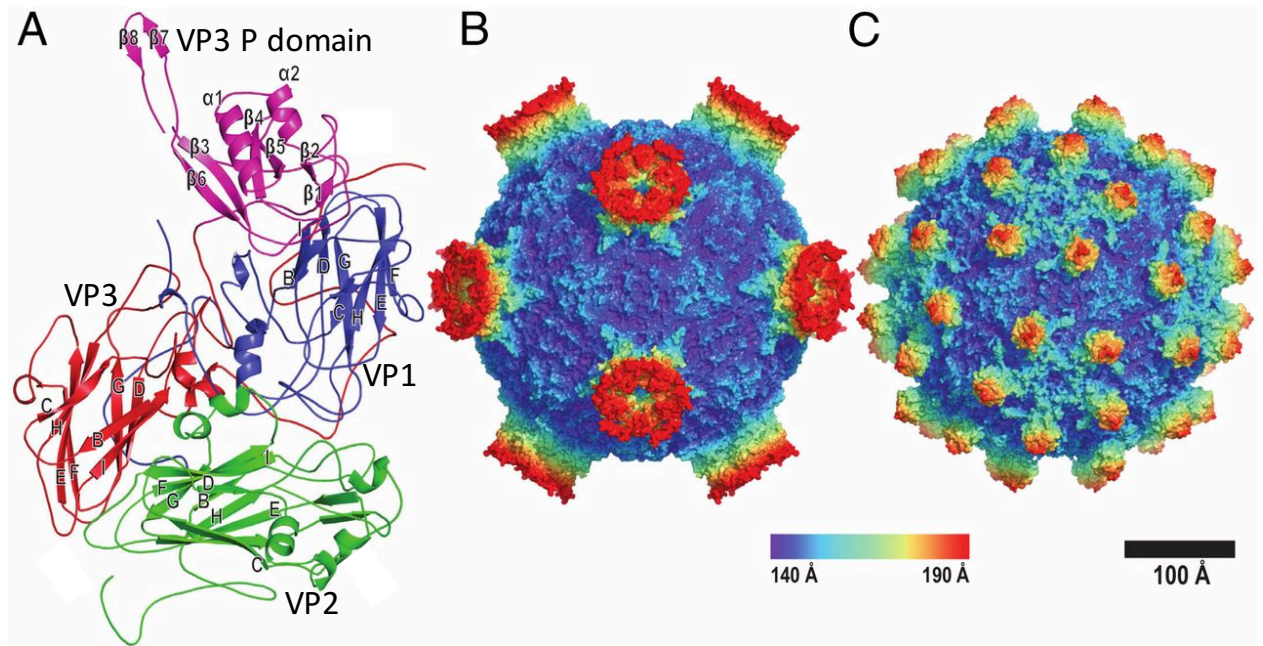 A
B
C
β8 β7 VP3 P domain
α2
α1
β4
β3
β5
β2
β6
β1
I
D
G
B
F
C
H
E
VP3
VP1
G
D
C
H
B
E
F
I
I
F
D
G
B
H
E
C
VP2
140 Å
190 Å
100 Å